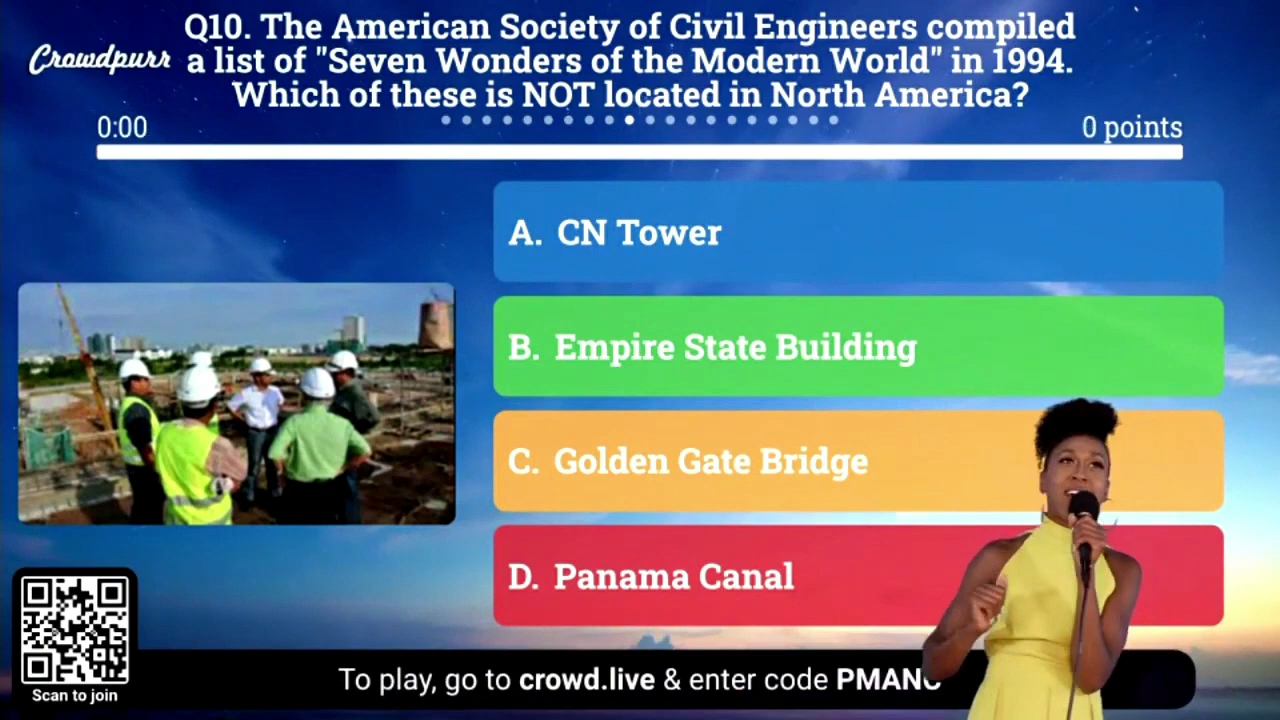 Q10. The American Society of Civil Engineers compiled
Crowdpurr
a list of "Seven Wonders of the Modern World" in 1994.
Which of these is NOT located in North America?
0:00
0 points
A. CN Tower
B. Empire State Building
C. Golden Gate Bridge
D. Panama Canal
To play, go to crowd.live & enter code
Scan to join